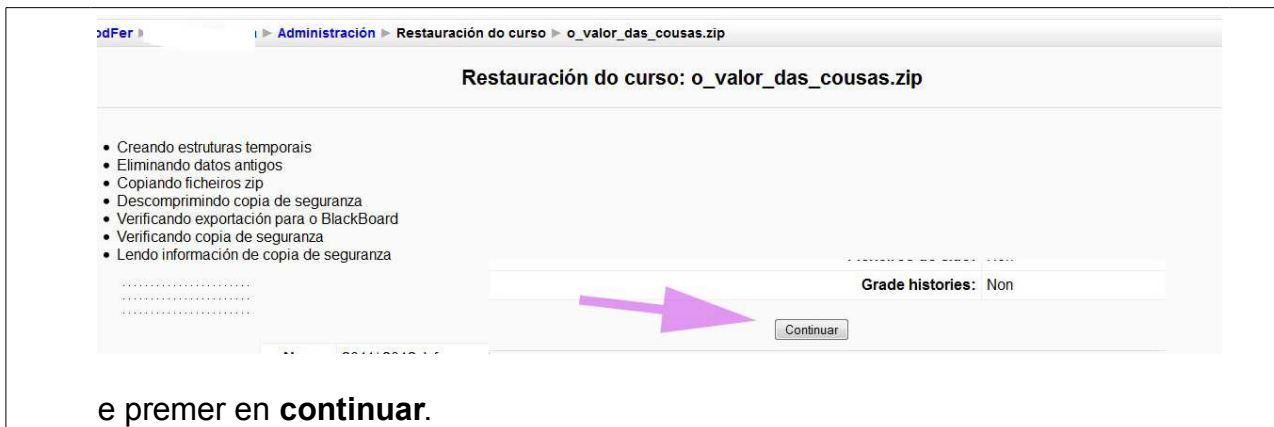 odFer ▶ ▶ Administración ▶ Restauración do curso ▶ o_valor_das_cousas.zip
Restauración do curso: o_valor_das_cousas.zip
• Creando estruturas temporais
• Eliminando datos antigos
• Copiando ficheiros zip
• Descomprimindo copia de seguranza
• Verificando exportación para o BlackBoard
• Verificando copia de seguranza
• Lendo información de copia de seguranza
Grade histories: Non
Continuar
e premer en continuar.